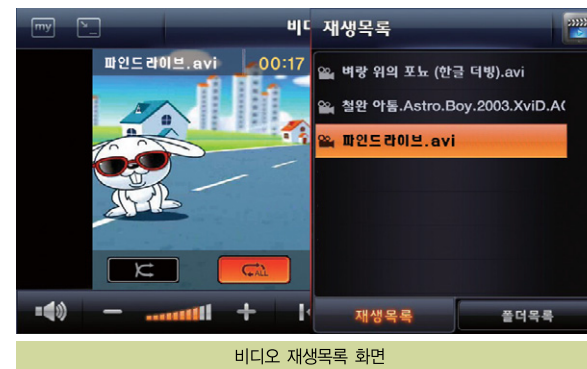 my
비디
재생목록
파인드라이브.avi 00:17
벼랑 위의 포뇨 (한글 더빙).avi
철완 아톰.Astro.Boy.2003.XviD.A(
파인드라이브.avi
ALL
재생목록
폴더목록
비디오 재생목록 화면